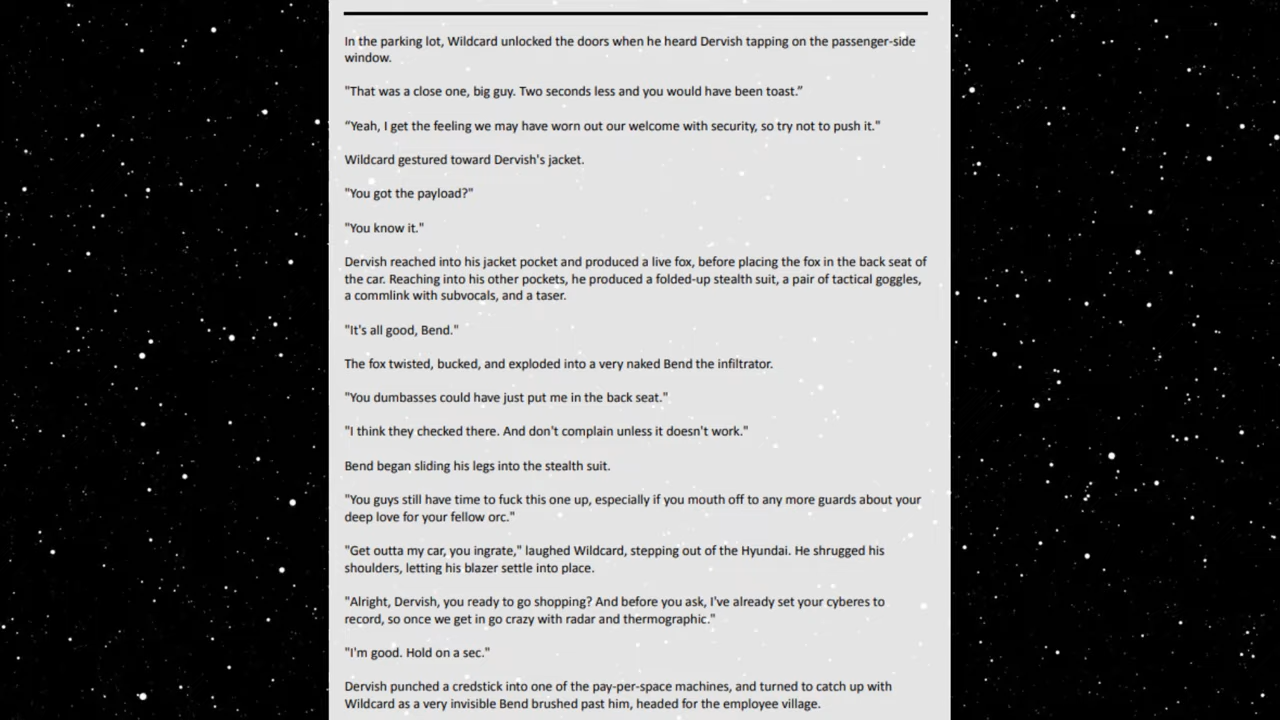 In the parking lot, Wildcard unlocked the doors when he heard Dervish tapping on the passenger-side
window.
"That was a close one, big guy. Two seconds less and you would have been toast.”
“Yeah, I get the feeling we may have worn out our welcome with security, so try not to push it."
Wildcard gestured toward Dervish's jacket.
"You got the payload?"
"You know it."
Dervish reached into his jacket pocket and produced a live fox, before placing the fox in the back seat of
the car. Reaching into his other pockets, he produced a folded-up stealth suit, a pair of tactical goggles,
a commlink with subvocals, and a taser.
"It's all good, Bend."
The fox twisted, bucked, and exploded into a very naked Bend the infiltrator.
"You dumbasses could have just put me in the back seat."
"I think they checked there. And don't complain unless it doesn't work."
Bend began sliding his legs into the stealth suit.
"You guys still have time to fuck this one up, especially if you mouth off to any more guards about your
deep love for your fellow orc."
"Get outta my car, you ingrate," laughed Wildcard, stepping out of the Hyundai. He shrugged his
shoulders, letting his blazer settle into place.
"Alright, Dervish, you ready to go shopping? And before you ask, I've already set your cyberes to
record, so once we get in go crazy with radar and thermographic."
"I'm good. Hold on a sec."
Dervish punched a credstick into one of the pay-per-space machines, and turned to catch up with
Wildcard as a very invisible Bend brushed past him, headed for the employee village.